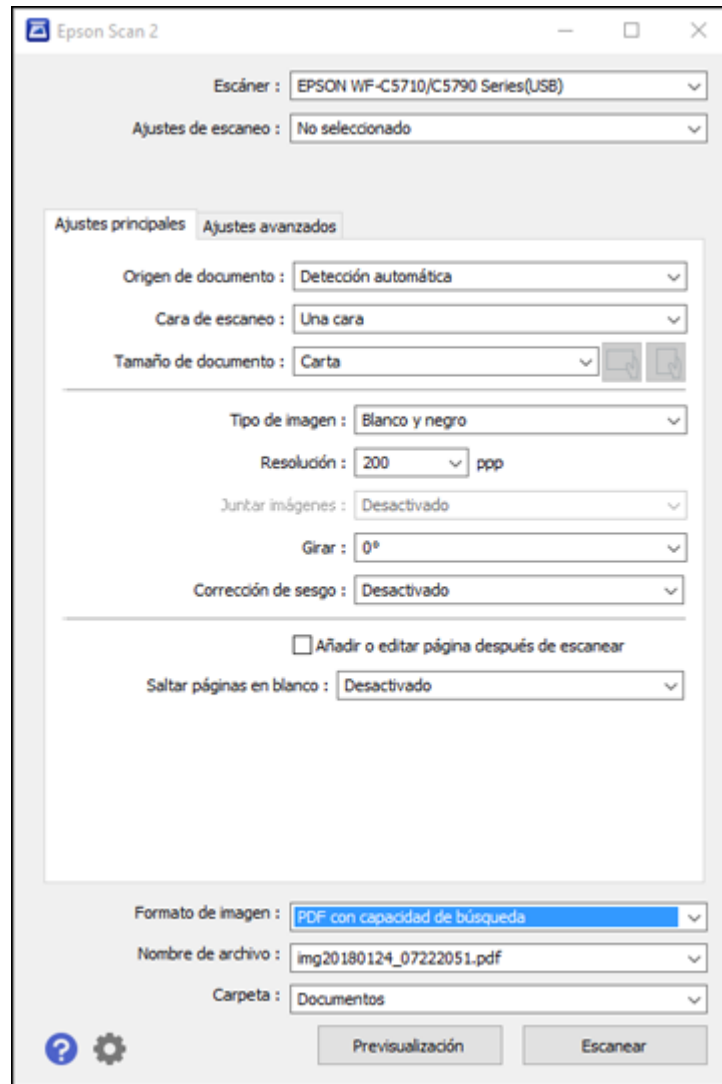 Epson Scan 2
Escáner : EPSON WF-C5710/C5790 Series(USB)
Ajustes de escaneo : No seleccionado
Ajustes principales Ajustes avanzados
Origen de documento : Detección automática
Cara de escaneo : Una cara
Tamaño de documento : Carta
Tipo de imagen : Blanco y negro
Resolución : 200 ppp
Juntar imágenes : Desactivado
Girar : 0°
Corrección de sesgo : Desactivado
Añadir o editar página después de escanear
Saltar páginas en blanco : Desactivado
Formato de imagen : PDF con capacidad de búsqueda
Nombre de archivo : img20180124_07222051.pdf
Carpeta : Documentos
? Previsualización Escanear